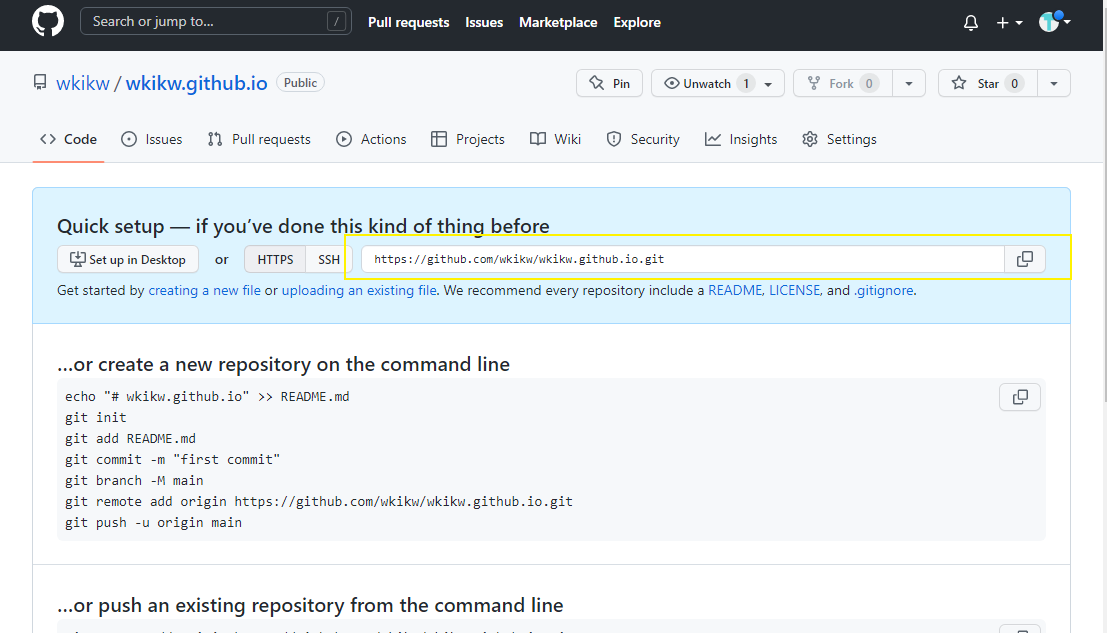 Search or jump to... / Pull requests Issues Marketplace Explore
wkikw / wkikw.github.io Public Pin Unwatch 1 Fork 0 Star 0
Code Issues Pull requests Actions Projects Wiki Security Insights Settings
Quick setup — if you’ve done this kind of thing before
Set up in Desktop or HTTPS SSH https://github.com/wkikw/wkikw.github.io.git
Get started by creating a new file or uploading an existing file. We recommend every repository include a README, LICENSE, and .gitignore.
…or create a new repository on the command line
echo "# wkikw.github.io" >> README.md
git init
git add README.md
git commit -m "first commit"
git branch -M main
git remote add origin https://github.com/wkikw/wkikw.github.io.git
git push -u origin main
…or push an existing repository from the command line